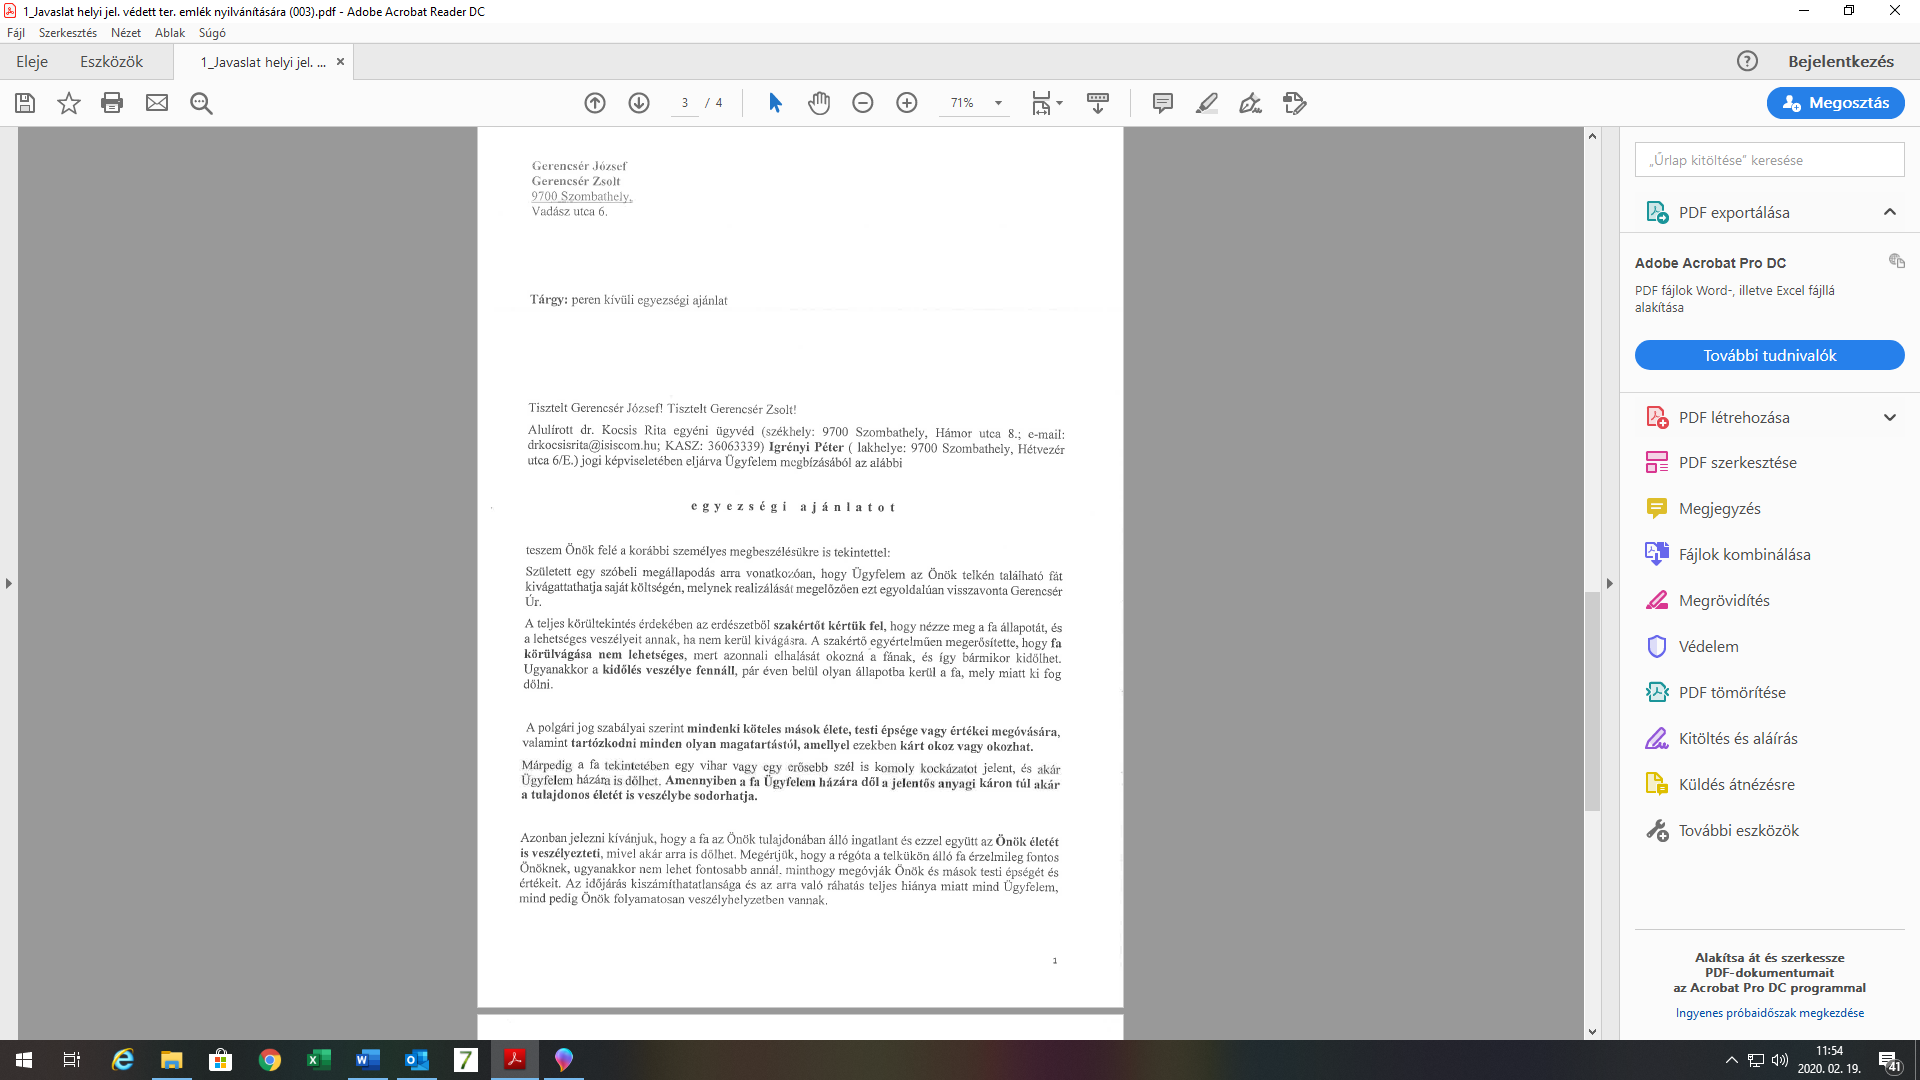 1_Javaslat helyi jel. védett ter. emlék nyilvánítására (003).pdf - Adobe Acrobat Reader DC
Fájl Szerkesztés Nézet Ablak Súgó
Eleje Eszközök 1_Javaslat helyi jel. ... × Bejelentkezés
3 / 4 71% Megosztás
Gerencsér József
Gerencsér Zsolt
9700 Szombathely,
Vadász utca 6.
Tárgy: peren kívüli egyezségi ajánlat
Tisztelt Gerencsér József! Tisztelt Gerencsér Zsolt!
Alulírott dr. Kocsis Rita egyéni ügyvéd (székhely: 9700 Szombathely, Hámor utca 8.; e-mail:
drkocsisrita@isiscom.hu; KASZ: 36063339) Igrényi Péter ( lakhelye: 9700 Szombathely, Hétvezér
utca 6/E.) jogi képviseletében eljárva Ügyfelem megbízásából az alábbi
e g y e z s é g i a j á n l a t o t
teszem Önök felé a korábbi személyes megbeszélésükre is tekintettel:
Született egy szóbeli megállapodás arra vonatkozóan, hogy Ügyfelem az Önök telkén található fát
kivágattathatja saját költségén, melynek realizálását megelőzően ezt egyoldalúan visszavonta Gerencsér
Úr.
A teljes körültekintés érdekében az erdészetből szakértőt kértük fel, hogy nézze meg a fa állapotát, és
a lehetséges veszélyeit annak, ha nem kerül kivágásra. A szakértő egyértelműen megerősítette, hogy fa
körülvágása nem lehetséges, mert azonnali elhalását okozná a fának, és így bármikor kidőlhet.
Ugyanakkor a kidőlés veszélye fennáll, pár éven belül olyan állapotba kerül a fa, mely miatt ki fog
dőlni.
A polgári jog szabályai szerint mindenki köteles mások élete, testi épsége vagy értékei megóvására,
valamint tartózkodni minden olyan magatartástól, amellyel ezekben kárt okoz vagy okozhat.
Márpedig a fa tekintetében egy vihar vagy egy erősebb szél is komoly kockázatot jelent, és akár
Ügyfelem házára is dőlhet. Amennyiben a fa Ügyfelem házára dől a jelentős anyagi káron túl akár
a tulajdonos életét is veszélybe sodorhatja.
Azonban jelezni kívánjuk, hogy a fa az Önök tulajdonában álló ingatlant és ezzel együtt az Önök életét
is veszélyezteti, mivel akár arra is dőlhet. Megértjük, hogy a régóta a telkükön álló fa érzelmileg fontos
Önöknek, ugyanakkor nem lehet fontosabb annál. minthogy megóvják Önök és mások testi épségét és
értékeit. Az időjárás kiszámíthatatlansága és az arra való ráhatás teljes hiánya miatt mind Ügyfelem,
mind pedig Önök folyamatosan veszélyhelyzetben vannak.
1
„Űrlap kitöltése” keresése
PDF exportálása
Adobe Acrobat Pro DC
PDF fájlok Word-, illetve Excel fájllá
alakítása
További tudnivalók
PDF létrehozása
PDF szerkesztése
Megjegyzés
Fájlok kombinálása
Megrövidítés
Védelem
PDF tömörítése
Kitöltés és aláírás
Küldés átnézésre
További eszközök
Alakítsa át és szerkessze
PDF-dokumentumait
az Acrobat Pro DC programmal
Ingyenes próbaidőszak megkezdése
11:54
2020. 02. 19.
41